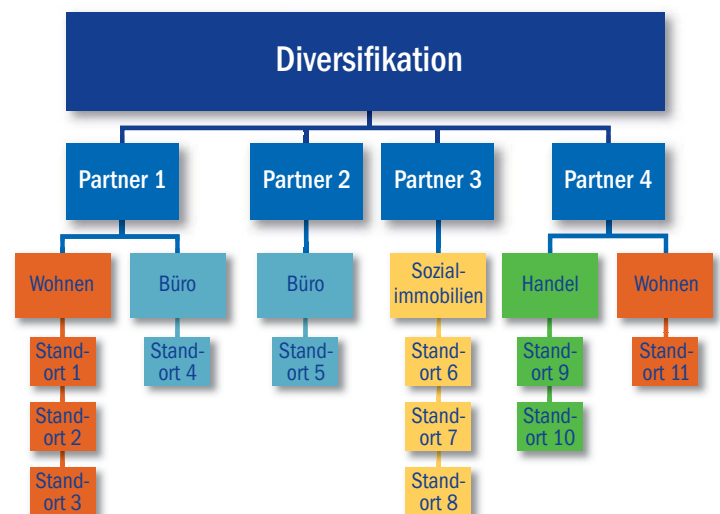 Diversifikation
Partner 1
Partner 2
Partner 3
Partner 4
Wohnen
Büro
Büro
Sozial-
immobilien
Handel
Wohnen
Stand-
ort 1
Stand-
ort 4
Stand-
ort 5
Stand-
ort 6
Stand-
ort 9
Stand-
ort 11
Stand-
ort 2
Stand-
ort 7
Stand-
ort 10
Stand-
ort 3
Stand-
ort 8